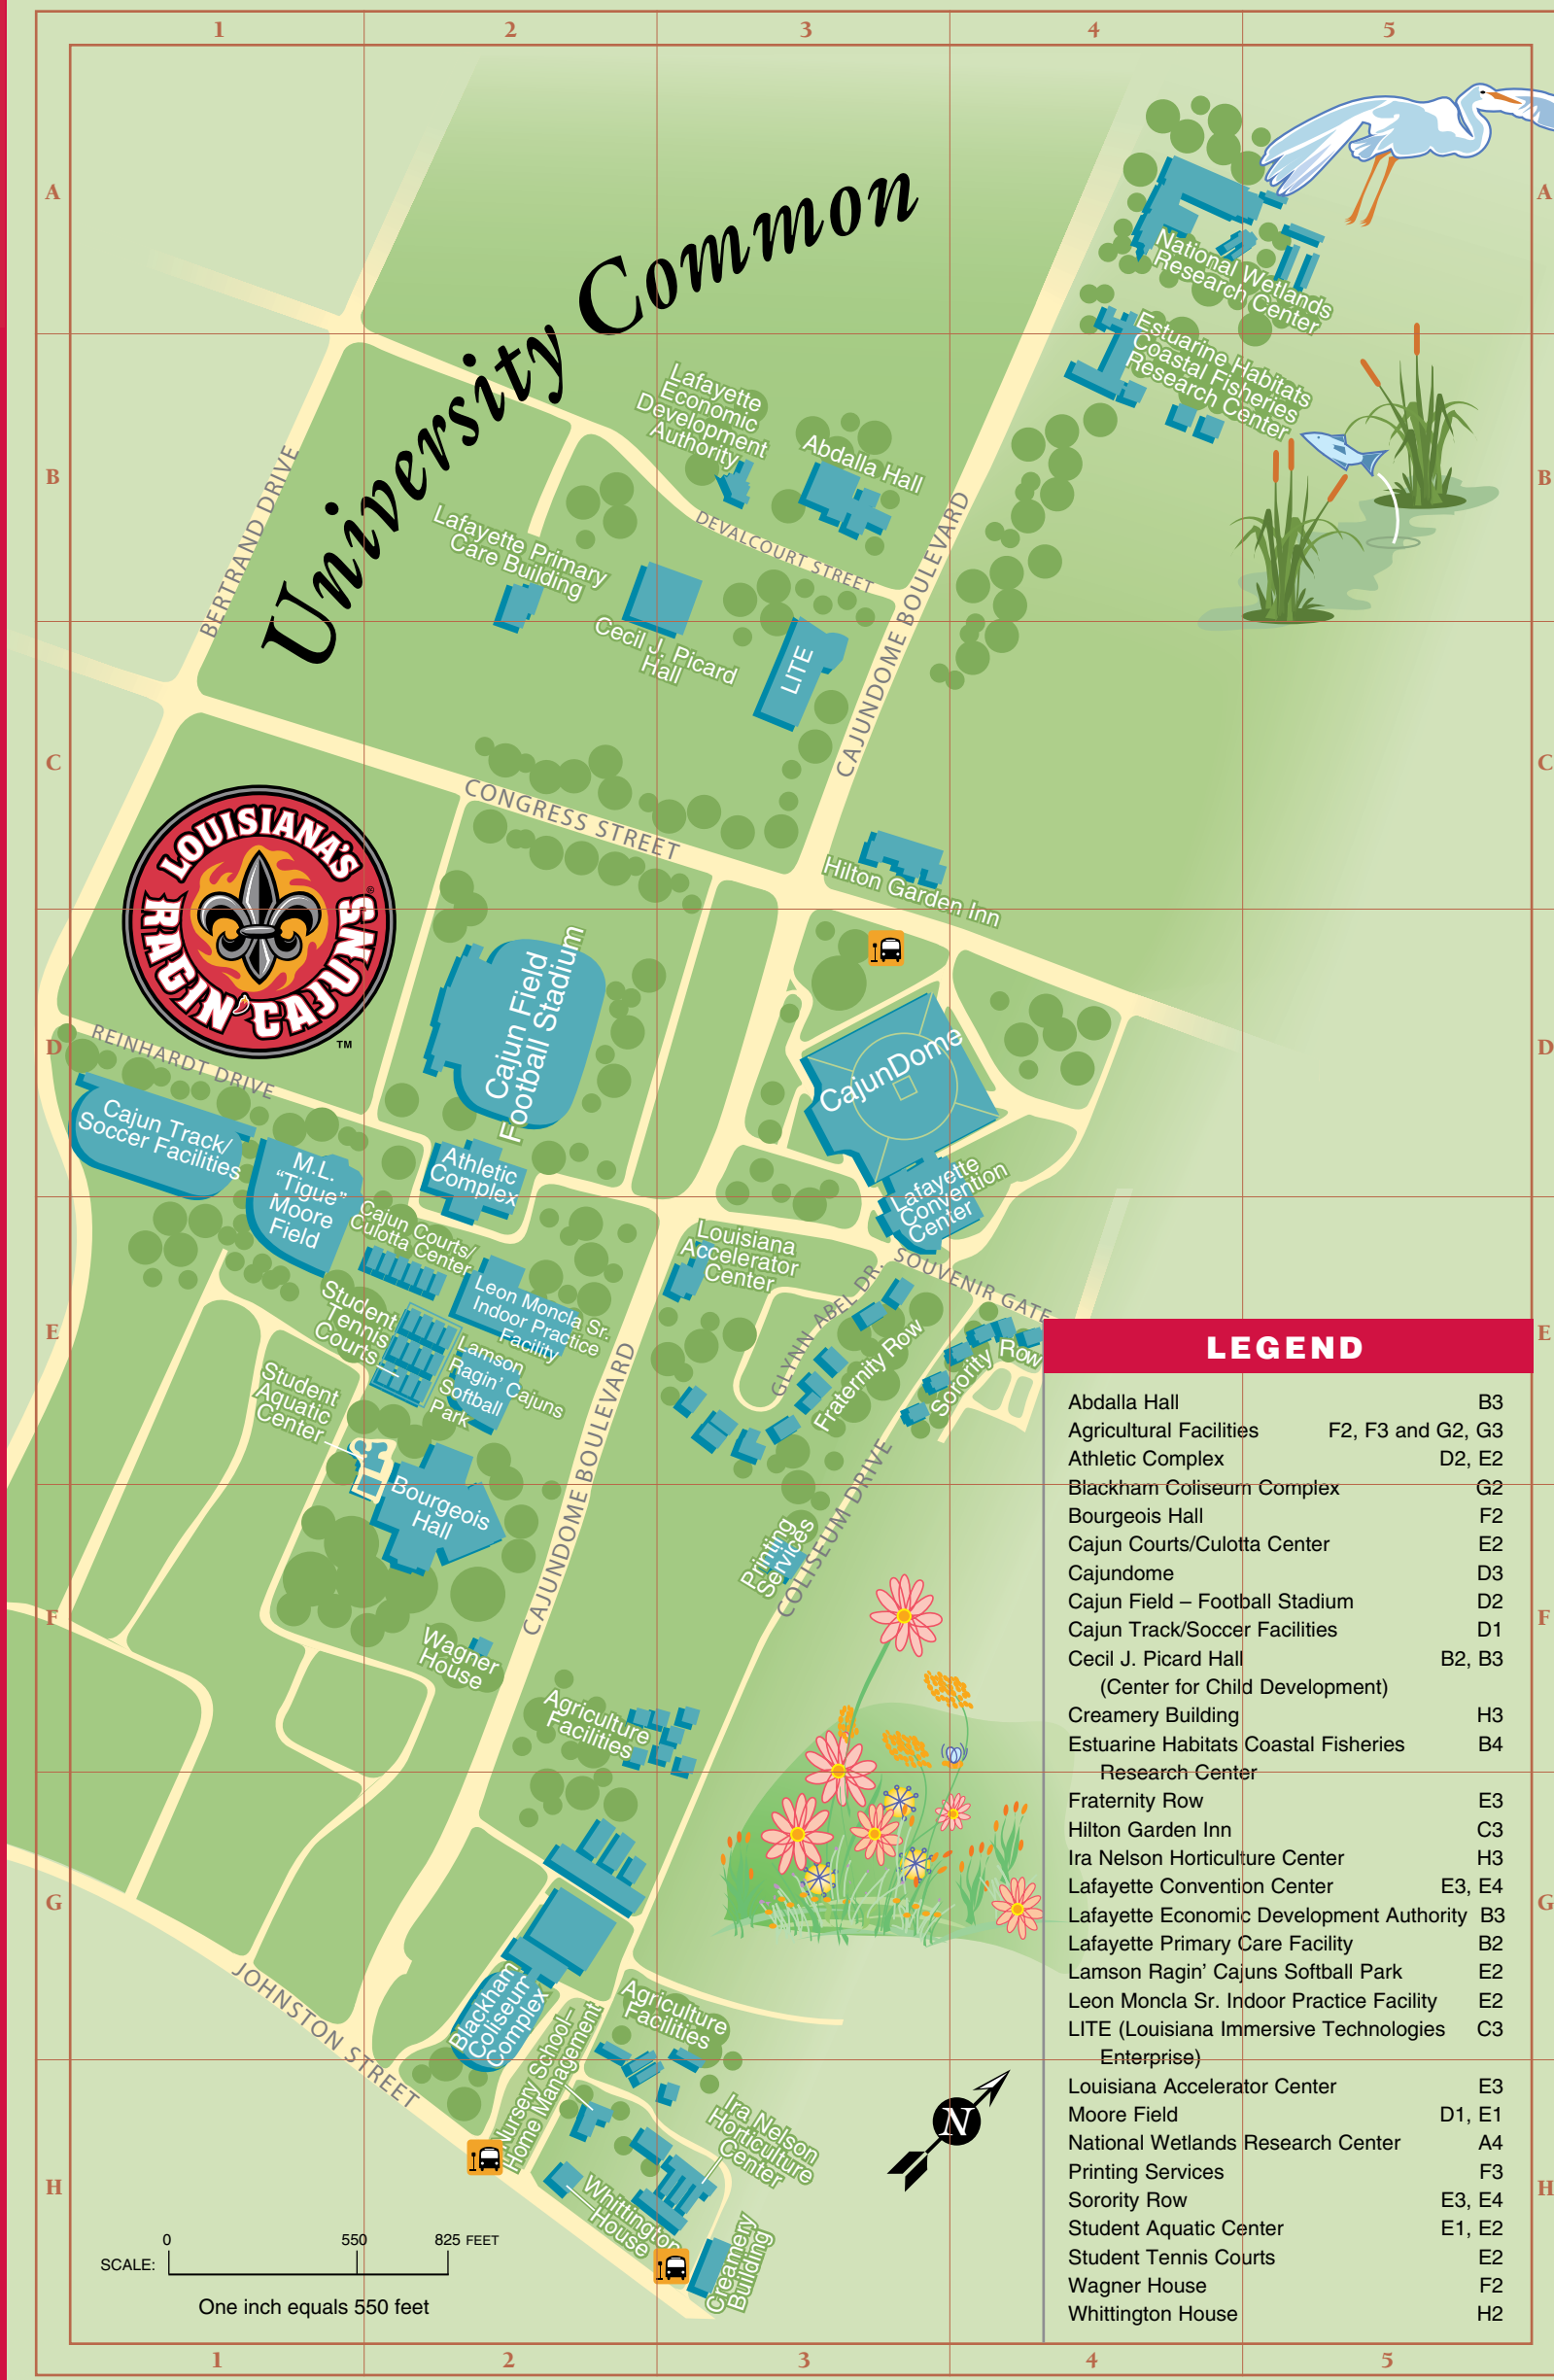 1 2 3 4 5
A
A
University Common
National Wetlands
Research Center
Estuarine Habitats
Coastal Fisheries
Research Center
Lafayette
Economic
Development
Authority
Abdalla Hall
B
B
BERTRAND DRIVE
DEVALCOURT STREET
Lafayette Primary
Care Building
CAJUNDOME BOULEVARD
Cecil J. Picard
Hall
LITE
C
C
CONGRESS STREET
LOUISIANA'S
RAGIN' CAJUNS
®
TM
Hilton Garden Inn
Cajun Field
Football Stadium
D
D
REINHARDT DRIVE
CajunDome
Cajun Track/
Soccer Facilities
M.L.
“Tigue”
Moore
Field
Athletic
Complex
Lafayette
Convention
Center
Cajun Courts/
Culotta Center
Louisiana
Accelerator
Center
SOUVENIR GATE
GLYNN ABEL DR.
Leon Moncla Sr.
Indoor Practice
Facility
Student
Tennis
Courts
E
E
Fraternity Row
Sorority Row
Lamson
Ragin’ Cajuns
Softball
Park
Student
Aquatic
Center
CAJUNDOME BOULEVARD
COLISEUM DRIVE
Bourgeois
Hall
Printing
Services
F
F
Wagner
House
Agriculture
Facilities
G
G
Blackham
Coliseum
Complex
JOHNSTON STREET
Agriculture
Facilities
Nursery School–
Home Management
Ira Nelson
Horticulture
Center
N
H
H
Whittington
House
Creamery
Building
0 550 825 FEET
SCALE:
One inch equals 550 feet
1 2 3 4 5
LEGEND
Abdalla Hall B3
Agricultural Facilities F2, F3 and G2, G3
Athletic Complex D2, E2
Blackham Coliseum Complex G2
Bourgeois Hall F2
Cajun Courts/Culotta Center E2
Cajundome D3
Cajun Field – Football Stadium D2
Cajun Track/Soccer Facilities D1
Cecil J. Picard Hall B2, B3
(Center for Child Development)
Creamery Building H3
Estuarine Habitats Coastal Fisheries B4
Research Center
Fraternity Row E3
Hilton Garden Inn C3
Ira Nelson Horticulture Center H3
Lafayette Convention Center E3, E4
Lafayette Economic Development Authority B3
Lafayette Primary Care Facility B2
Lamson Ragin’ Cajuns Softball Park E2
Leon Moncla Sr. Indoor Practice Facility E2
LITE (Louisiana Immersive Technologies C3
Enterprise)
Louisiana Accelerator Center E3
Moore Field D1, E1
National Wetlands Research Center A4
Printing Services F3
Sorority Row E3, E4
Student Aquatic Center E1, E2
Student Tennis Courts E2
Wagner House F2
Whittington House H2